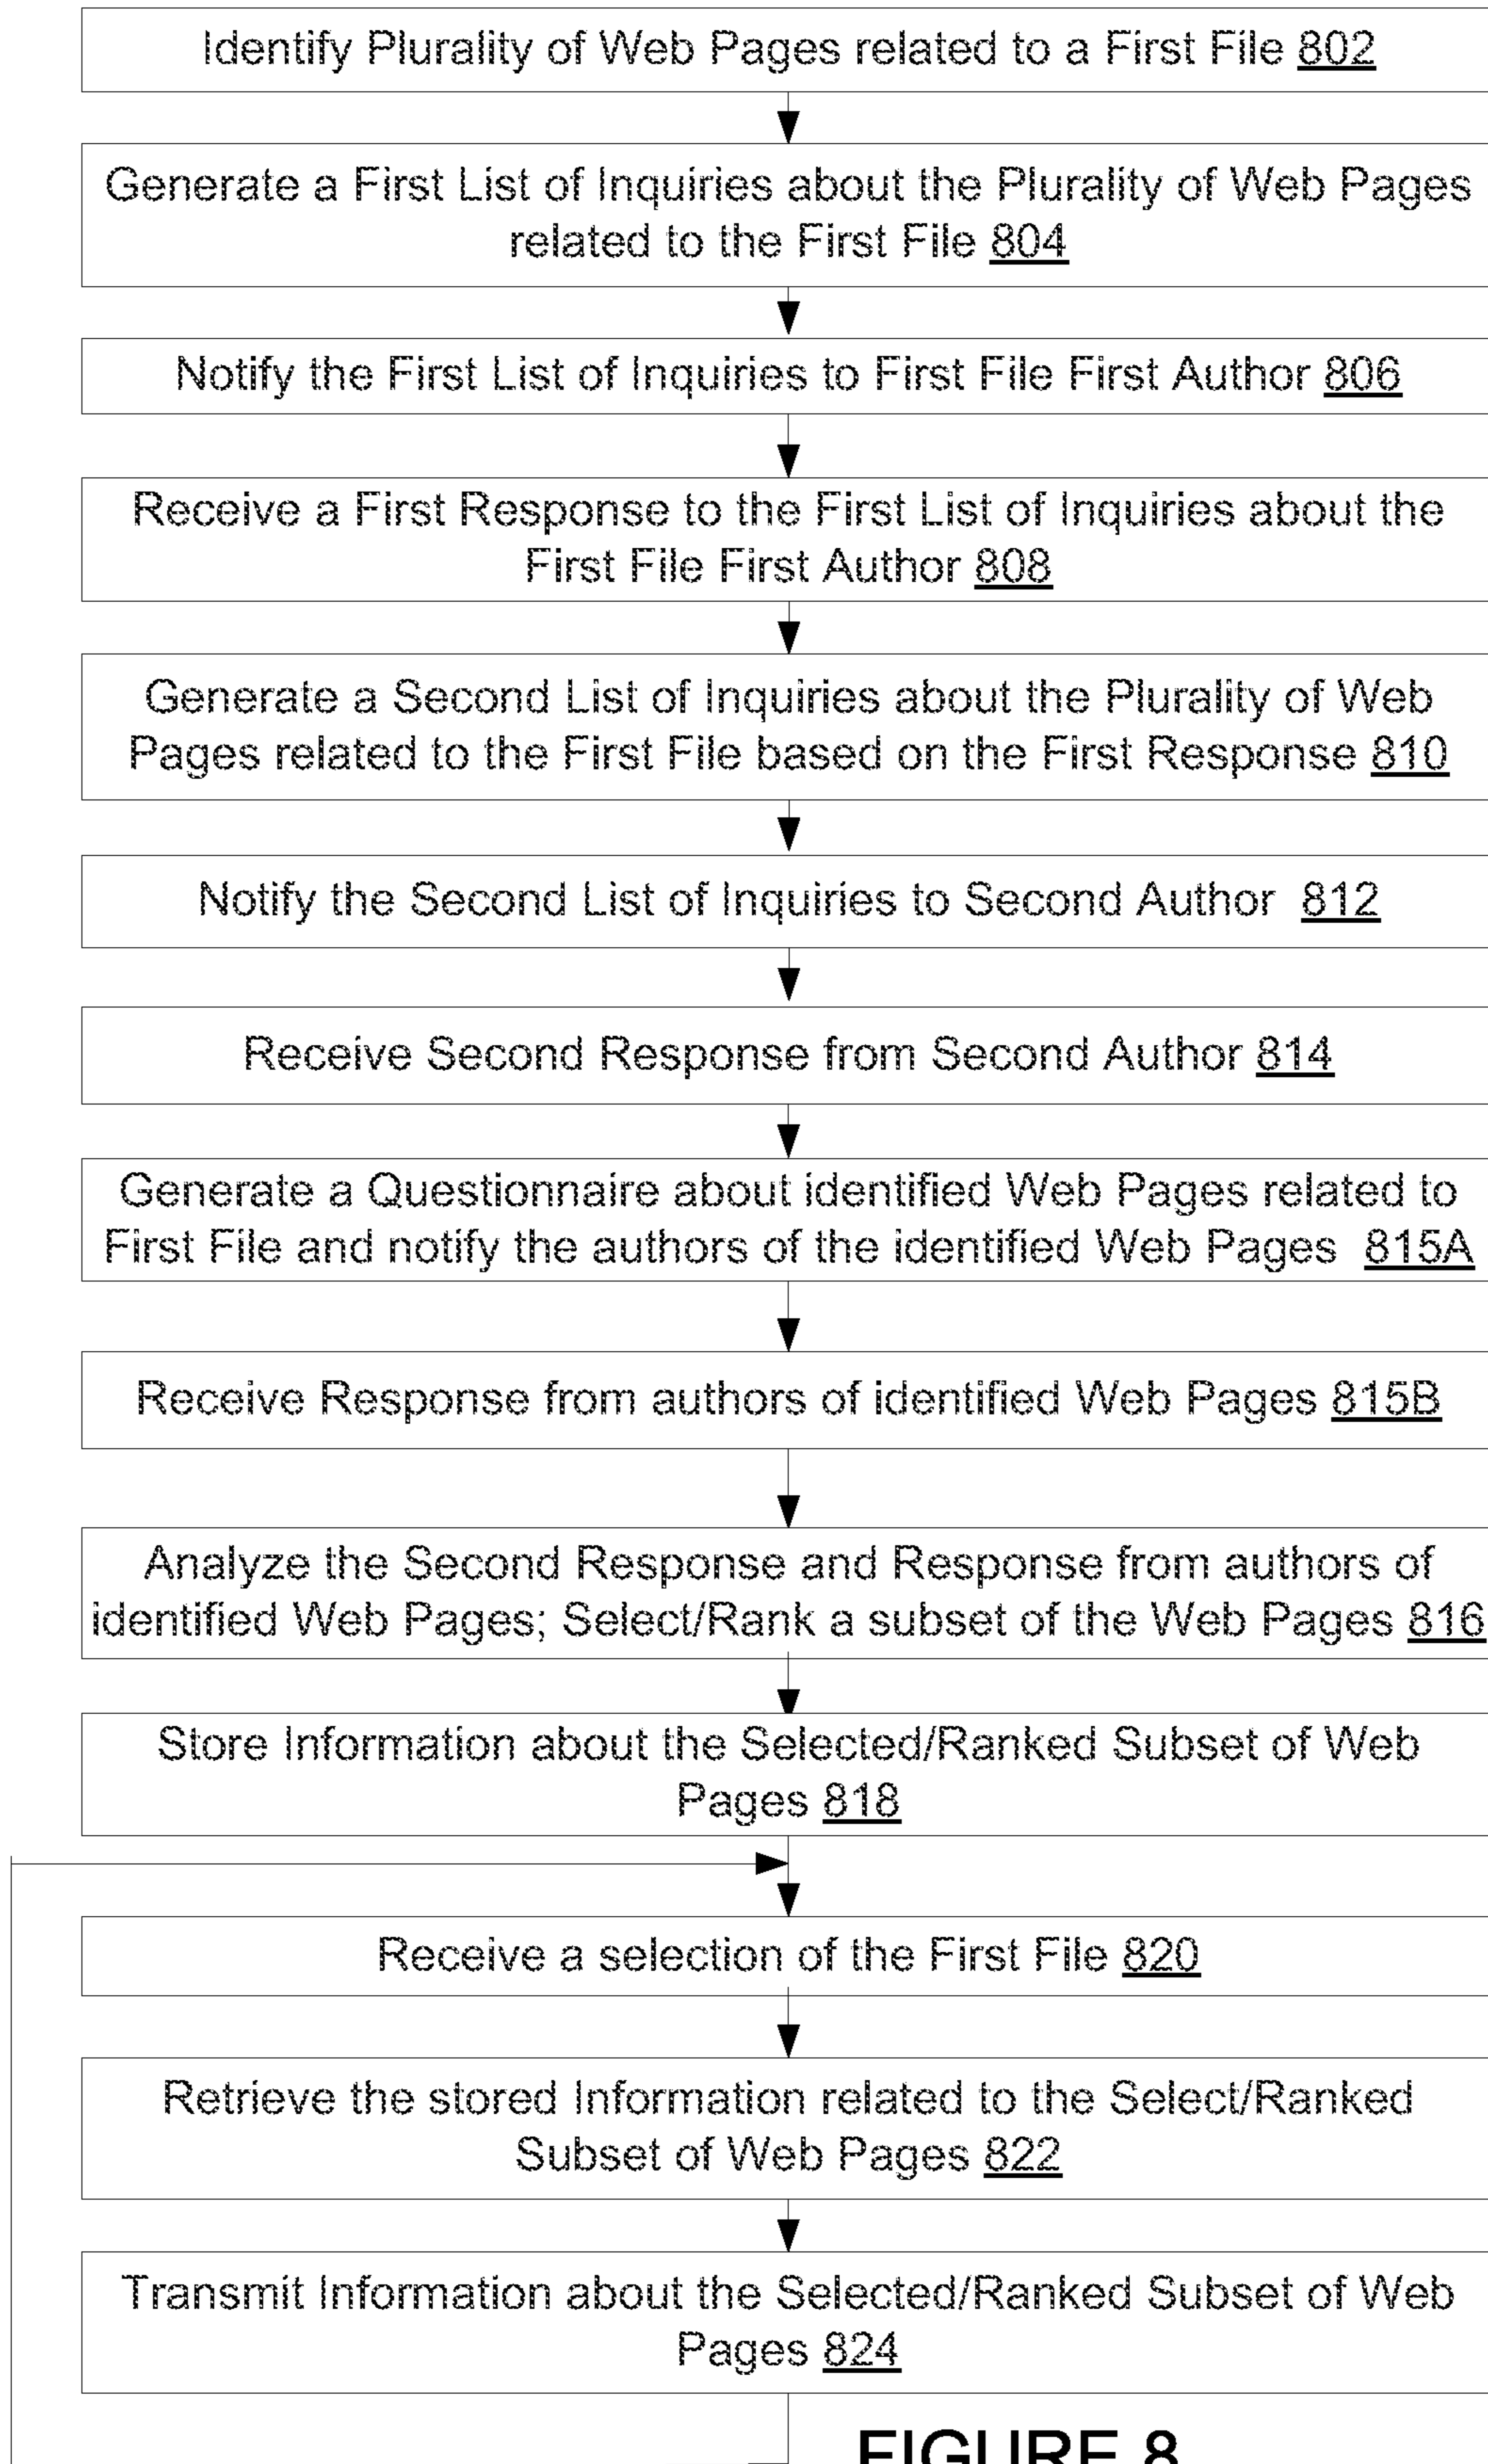 Identify Plurality of Web Pages related to a First File 802
Generate a First List of Inquiries about the Plurality of Web Pages
related to the First File 804
Notify the First List of Inquiries to First File First Author 806
Receive a First Response to the First List of Inquiries about the
First File First Author 808
Generate a Second List of Inquiries about the Plurality of Web
Pages related to the First File based on the First Response 810
Notify the Second List of Inquiries to Second Author 812
Receive Second Response from Second Author 814
Generate a Questionnaire about identified Web Pages related to
First File and notify the authors of the identified Web Pages 815A
Receive Response from authors of identified Web Pages 815B
Analyze the Second Response and Response from authors of
identified Web Pages; Select/Rank a subset of the Web Pages 816
Store Information about the Selected/Ranked Subset of Web
Pages 818
Receive a selection of the First File 820
Retrieve the stored Information related to the Select/Ranked
Subset of Web Pages 822
Transmit Information about the Selected/Ranked Subset of Web
Pages 824
FIGURE 8